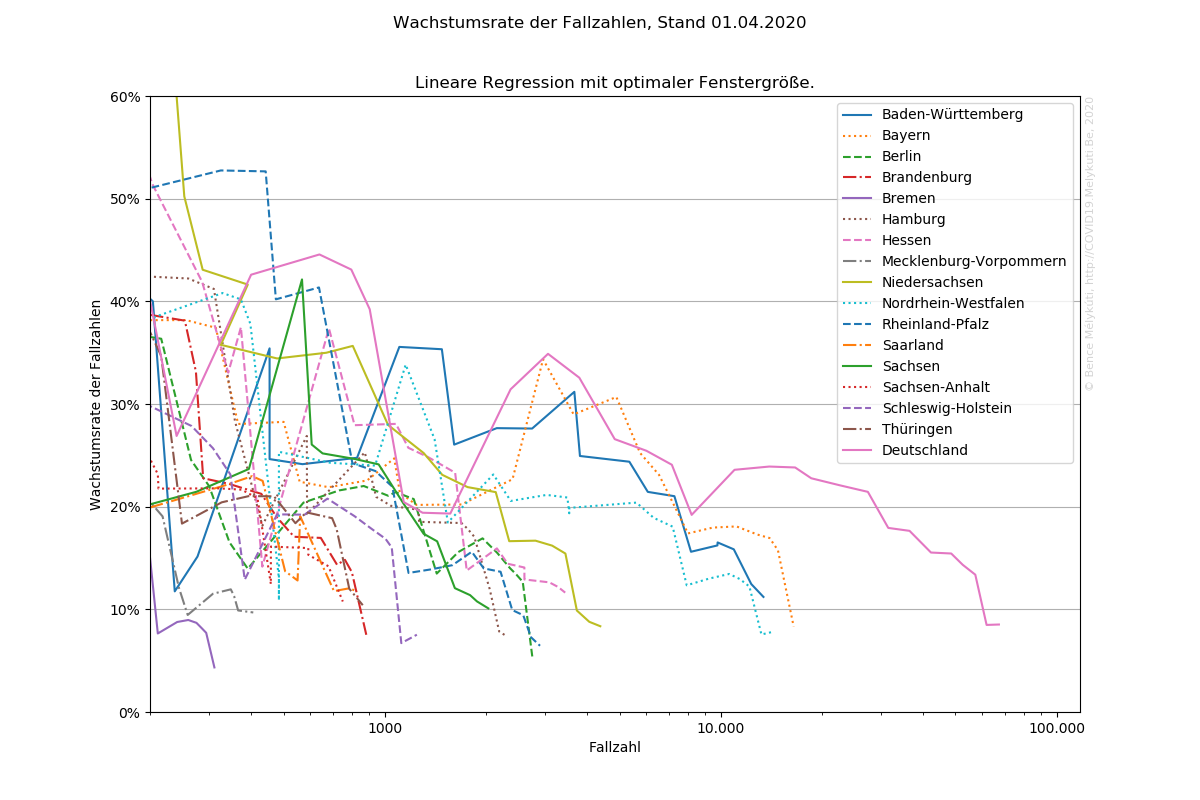 Wachstumsrate der Fallzahlen, Stand 01.04.2020
Lineare Regression mit optimaler Fenstergröße.
60%
50%
40%
30%
20%
10%
0%
Wachstumsrate der Fallzahlen
1000
10.000
100.000
Fallzahl
Baden-Württemberg
Bayern
Berlin
Brandenburg
Bremen
Hamburg
Hessen
Mecklenburg-Vorpommern
Niedersachsen
Nordrhein-Westfalen
Rheinland-Pfalz
Saarland
Sachsen
Sachsen-Anhalt
Schleswig-Holstein
Thüringen
Deutschland
© Bence Mélykúti, http://COVID19.Melykuti.Be, 2020